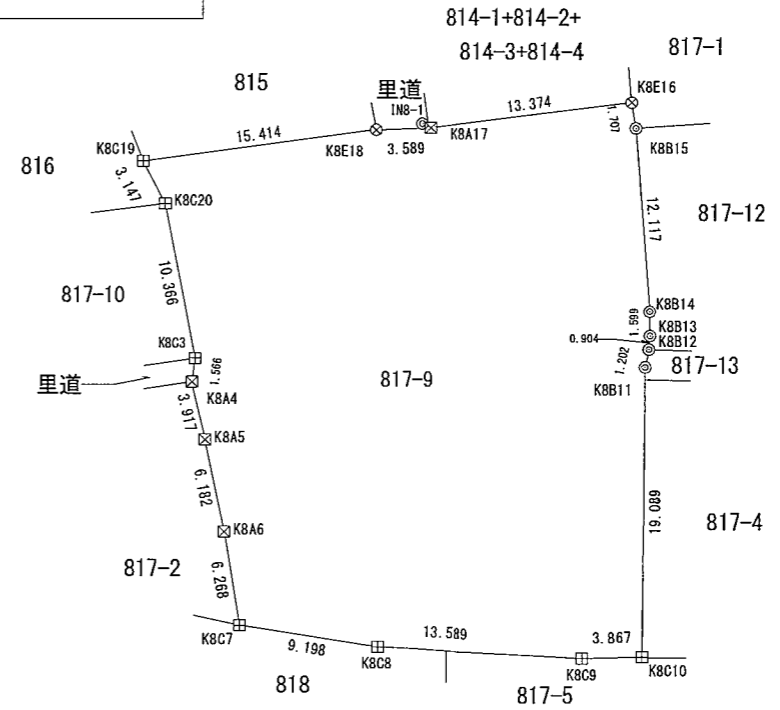 814-1+814-2+
814-3+814-4
817-1
815
里道
IN8-1
K8E16
13.374
K8A17
15.414
K8E18
3.589
1.707
K8B15
K8C19
816
3.147
K8C20
12.117
817-12
10.366
817-10
K8B14
1.599
K8B13
0.904
K8B12
K8C3
1.566
1.202
817-13
里道
K8A4
817-9
K8B11
3.917
K8A5
6.182
19.089
817-4
K8A6
817-2
6.268
K8C7
13.589
3.867
9.198
K8C8
K8C9
K8C10
818
817-5